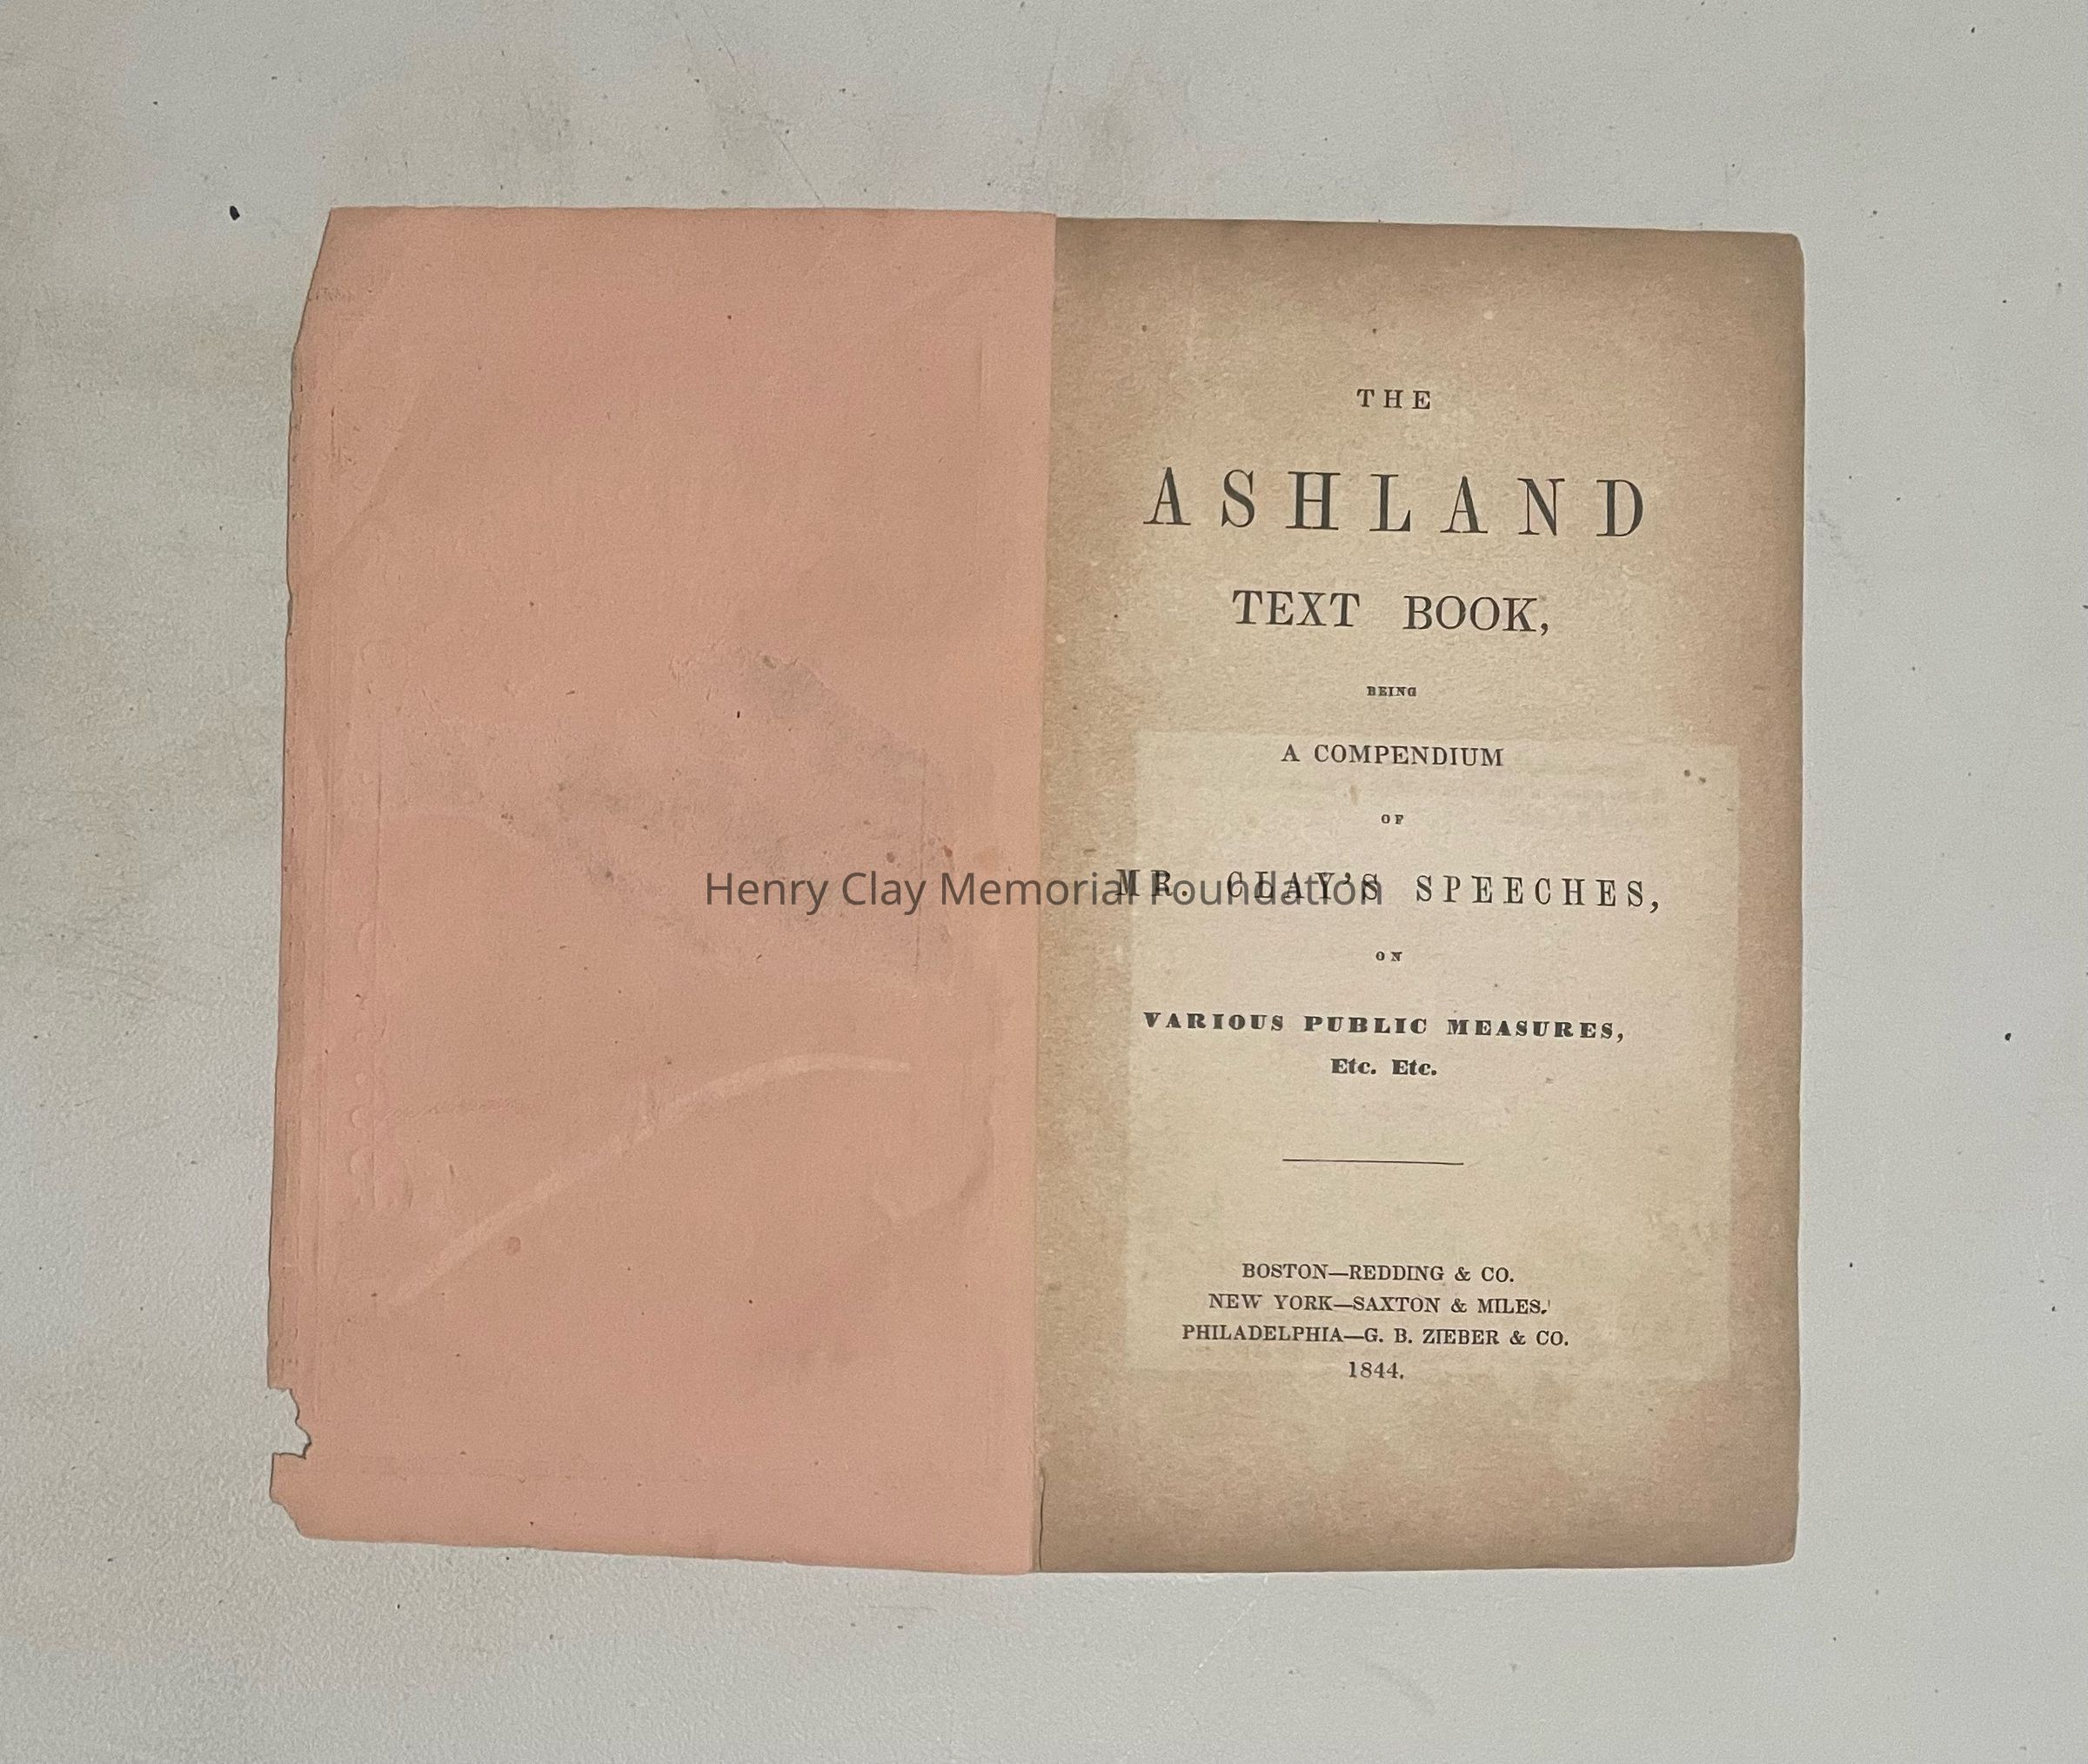 THE
ASHLAND
TEXT BOOK,
BEING
A COMPENDIUM
OF
MR. CLAY'S SPEECHES,
Henry Clay Memorial Foundation
ON
VARIOUS PUBLIC MEASURES,
Etc. Etc.
BOSTON—REDDING & CO.
NEW YORK—SAXTON & MILES.
PHILADELPHIA—G. B. ZIEBER & CO.
1844.